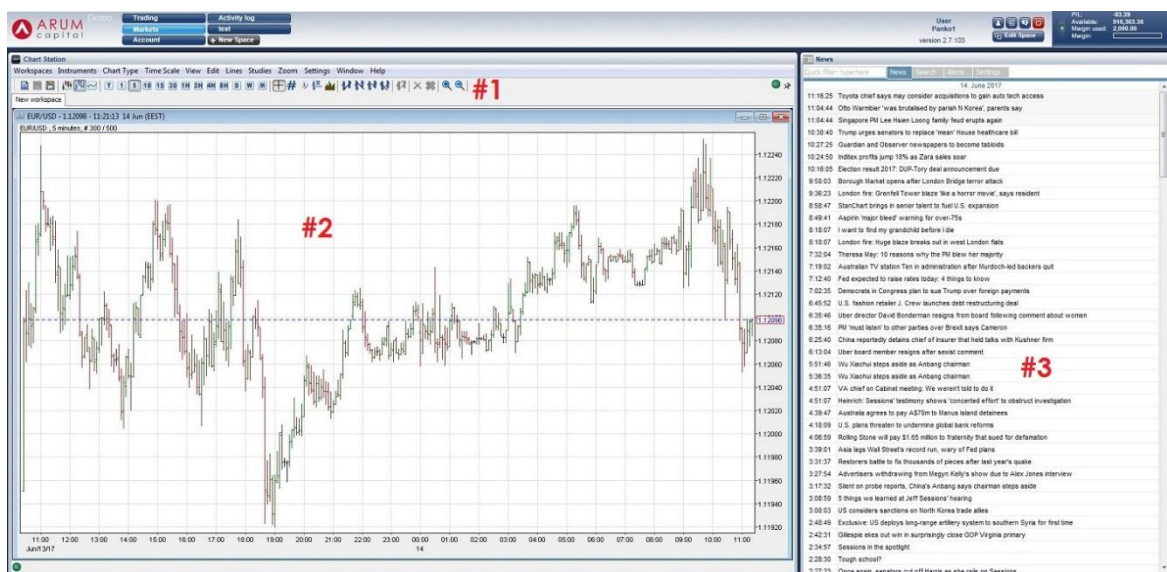 ARUM
capital
Demo
Trading
Markets
Account
Activity log
test
+ New Space
User
Panko1
version 2.7.103
Edit Space
P/L: -83.39
Available: 916,303.36
Margin used: 2,000.00
Margin:
Chart Station
Workspaces Instruments Chart Type Time Scale View Edit Lines Studies Zoom Settings Window Help
T 1 5 10 15 30 1H 2H 4H 8H D W M
#1
New workspace
EUR/USD - 1.12098 - 11:21:13 14 Jun (EEST)
EUR/USD , 5 minutes, # 300 / 500
#2
1.12240
1.12220
1.12200
1.12180
1.12160
1.12140
1.12120
1.12100
1.12098
1.12080
1.12060
1.12040
1.12020
1.12000
1.11980
1.11960
1.11940
1.11920
11:00 12:00 13:00 14:00 15:00 16:00 17:00 18:00 19:00 20:00 21:00 22:00 23:00 00:00 01:00 02:00 03:00 04:00 05:00 06:00 07:00 08:00 09:00 10:00 11:00
Jun/13/17 14
News
Quick filter: type here News Search Alerts Settings
14. June 2017
11:16:25 Toyota chief says may consider acquisitions to gain auto tech access
11:04:44 Otto Warmbier 'was brutalised by pariah N Korea', parents say
11:04:44 Singapore PM Lee Hsien Loong family feud erupts again
10:30:40 Trump urges senators to replace 'mean' House healthcare bill
10:27:25 Guardian and Observer newspapers to become tabloids
10:24:50 Inditex profits jump 18% as Zara sales soar
10:16:05 Election result 2017: DUP-Tory deal announcement due
9:50:03 Borough Market opens after London Bridge terror attack
9:36:23 London fire: Grenfell Tower blaze 'like a horror movie', says resident
8:58:47 StanChart brings in senior talent to fuel U.S. expansion
8:49:41 Aspirin 'major bleed' warning for over-75s
8:18:07 I want to find my grandchild before I die
8:18:07 London fire: Huge blaze breaks out in west London flats
7:32:04 Theresa May: 10 reasons why the PM blew her majority
7:19:02 Australian TV station Ten in administration after Murdoch-led backers quit
7:12:40 Fed expected to raise rates today: 4 things to know
7:02:35 Democrats in Congress plan to sue Trump over foreign payments
6:45:52 U.S. fashion retailer J. Crew launches debt restructuring deal
6:35:46 Uber director David Bonderman resigns from board following comment about women
6:35:16 PM 'must listen' to other parties over Brexit says Cameron
6:25:40 China reportedly detains chief of insurer that held talks with Kushner firm
6:13:04 Uber board member resigns after sexist comment
5:51:46 Wu Xiaohui steps aside as Anbang chairman
5:36:35 Wu Xiaohui steps aside as Anbang chairman
#3
4:51:07 VA chief on Cabinet meeting: We weren't told to do it
4:51:07 Heinrich: Sessions' testimony shows 'concerted effort' to obstruct investigation
4:39:47 Australia agrees to pay A$70m to Manus Island detainees
4:18:09 U.S. plans threaten to undermine global bank reforms
4:06:59 Rolling Stone will pay $1.65 million to fraternity that sued for defamation
3:39:01 Asia lags Wall Street's record run, wary of Fed plans
3:31:37 Restorers battle to fix thousands of pieces after last year's quake
3:27:54 Advertisers withdrawing from Megyn Kelly's show due to Alex Jones interview
3:17:32 Silent on probe reports, China's Anbang says chairman steps aside
3:08:59 5 things we learned at Jeff Sessions' hearing
3:00:03 US considers sanctions on North Korea trade allies
2:48:49 Exclusive: US deploys long-range artillery system to southern Syria for first time
2:42:31 Gillespie ekes out win in surprisingly close GOP Virginia primary
2:34:57 Sessions in the spotlight
2:28:30 Tough school?
2:27:23 Once again, senators cut off Harris as she rails on Sessions